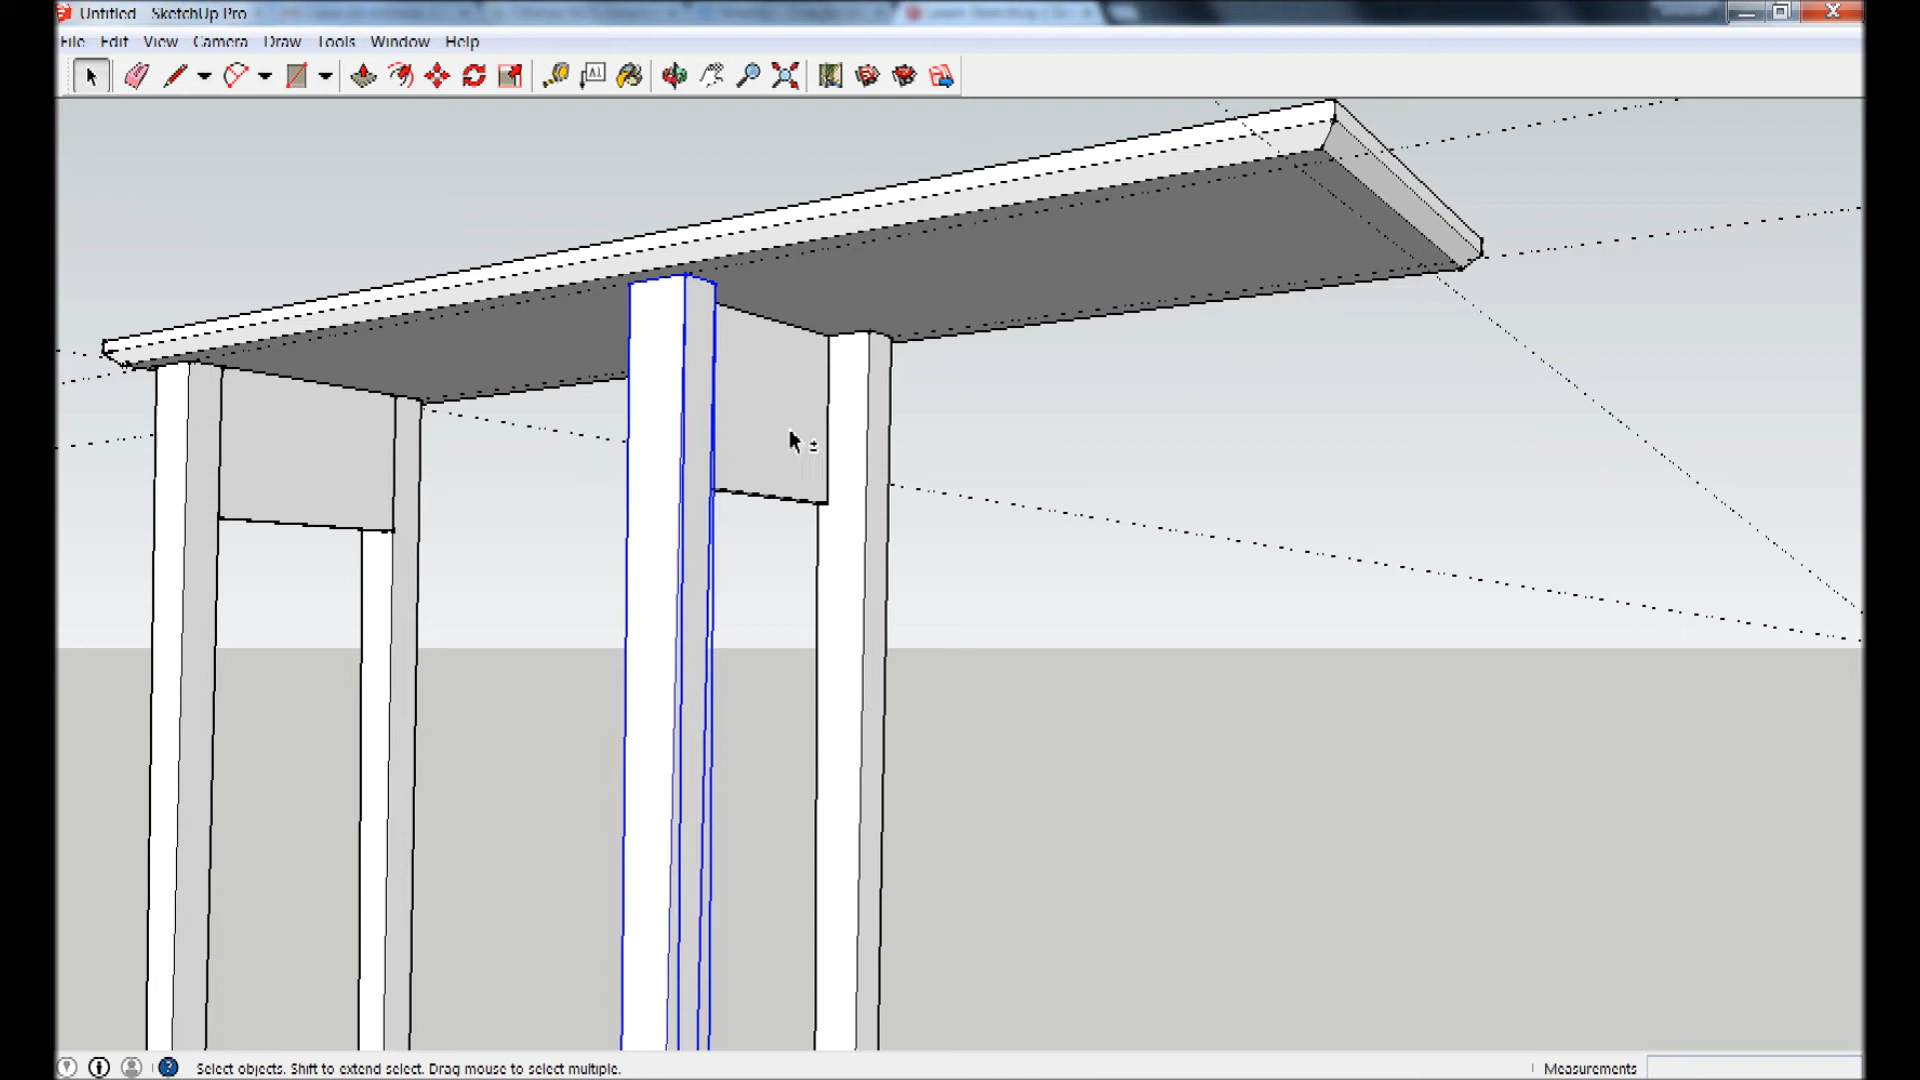 Untitled - SketchUp Pro
File Edit View Camera Draw Tools Window Help
Select objects. Shift to extend select. Drag mouse to select multiple.
Measurements